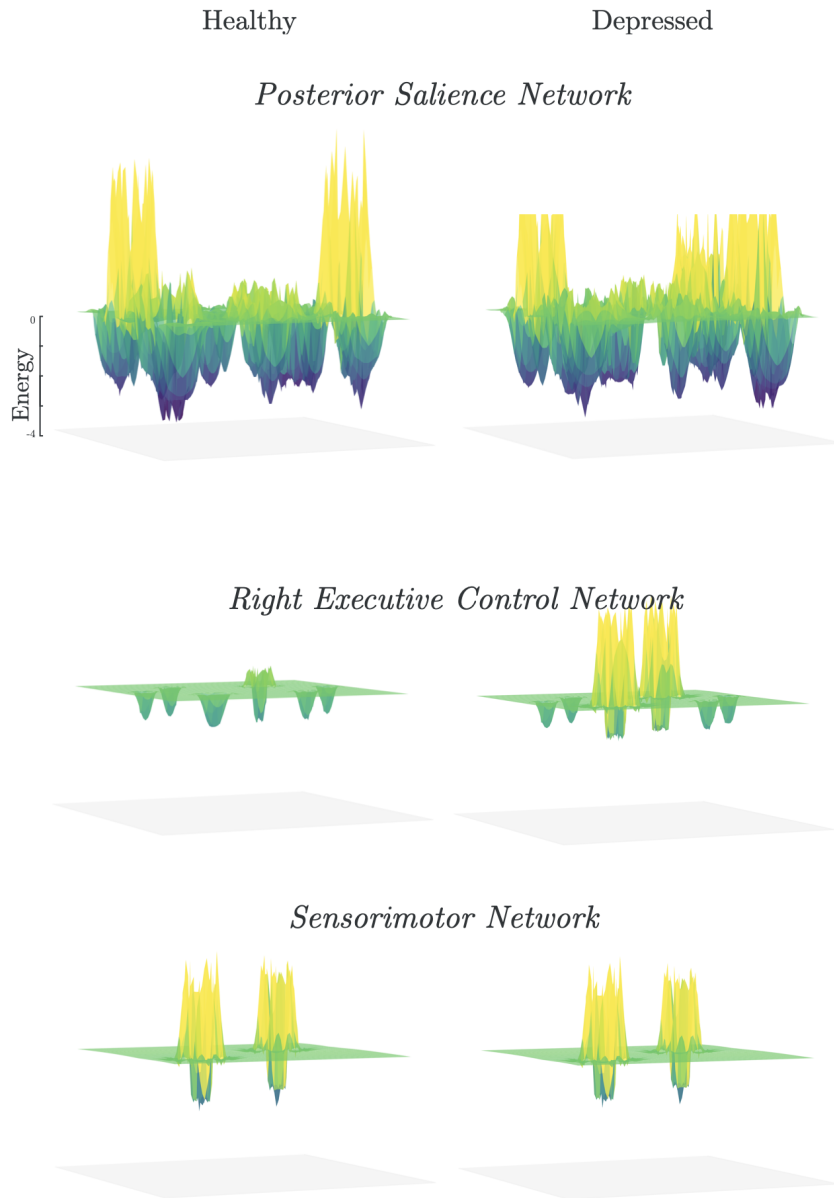 Healthy
Depressed
Posterior Salience Network
0
Energy
-4
Right Executive Control Network
Sensorimotor Network